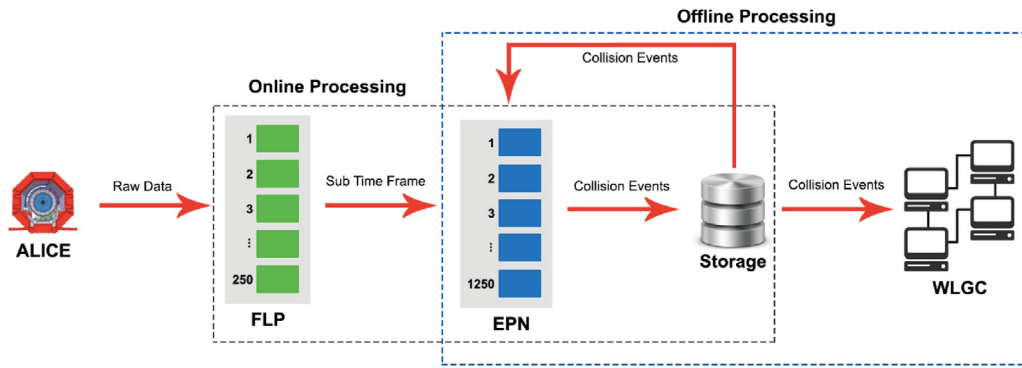 Offline Processing
Collision Events
Online Processing
1
2
3
...
250
1
2
3
...
1250
Raw Data
Sub Time Frame
Collision Events
Collision Events
ALICE
FLP
EPN
Storage
WLGC